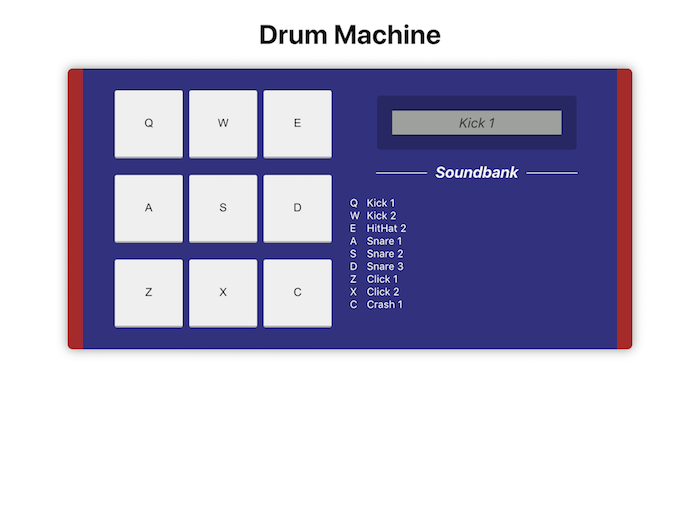 Drum Machine
Q W E
A S D
Z X C
Kick 1
Soundbank
Q Kick 1
W Kick 2
E HitHat 2
A Snare 1
S Snare 2
D Snare 3
Z Click 1
X Click 2
C Crash 1